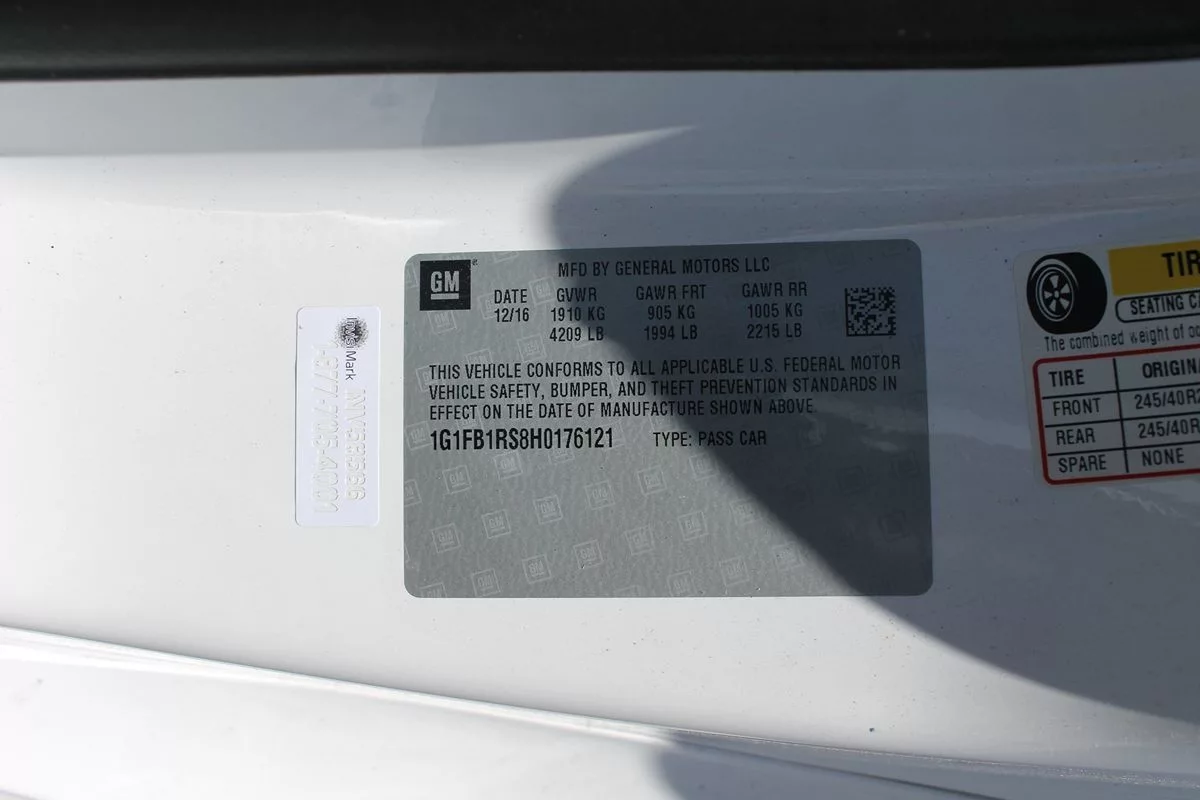 GM
MFD BY GENERAL MOTORS LLC
DATE GVWR GAWR FRT GAWR RR
12/16 1910 KG 905 KG 1005 KG
4209 LB 1994 LB 2215 LB
THIS VEHICLE CONFORMS TO ALL APPLICABLE U.S. FEDERAL MOTOR
VEHICLE SAFETY, BUMPER, AND THEFT PREVENTION STANDARDS IN
EFFECT ON THE DATE OF MANUFACTURE SHOWN ABOVE.
1G1FB1RS8H0176121 TYPE: PASS CAR
TIR
SEATING C
The combined weight of oc
TIRE ORIGINA
FRONT 245/40R2
REAR 245/40R
SPARE NONE